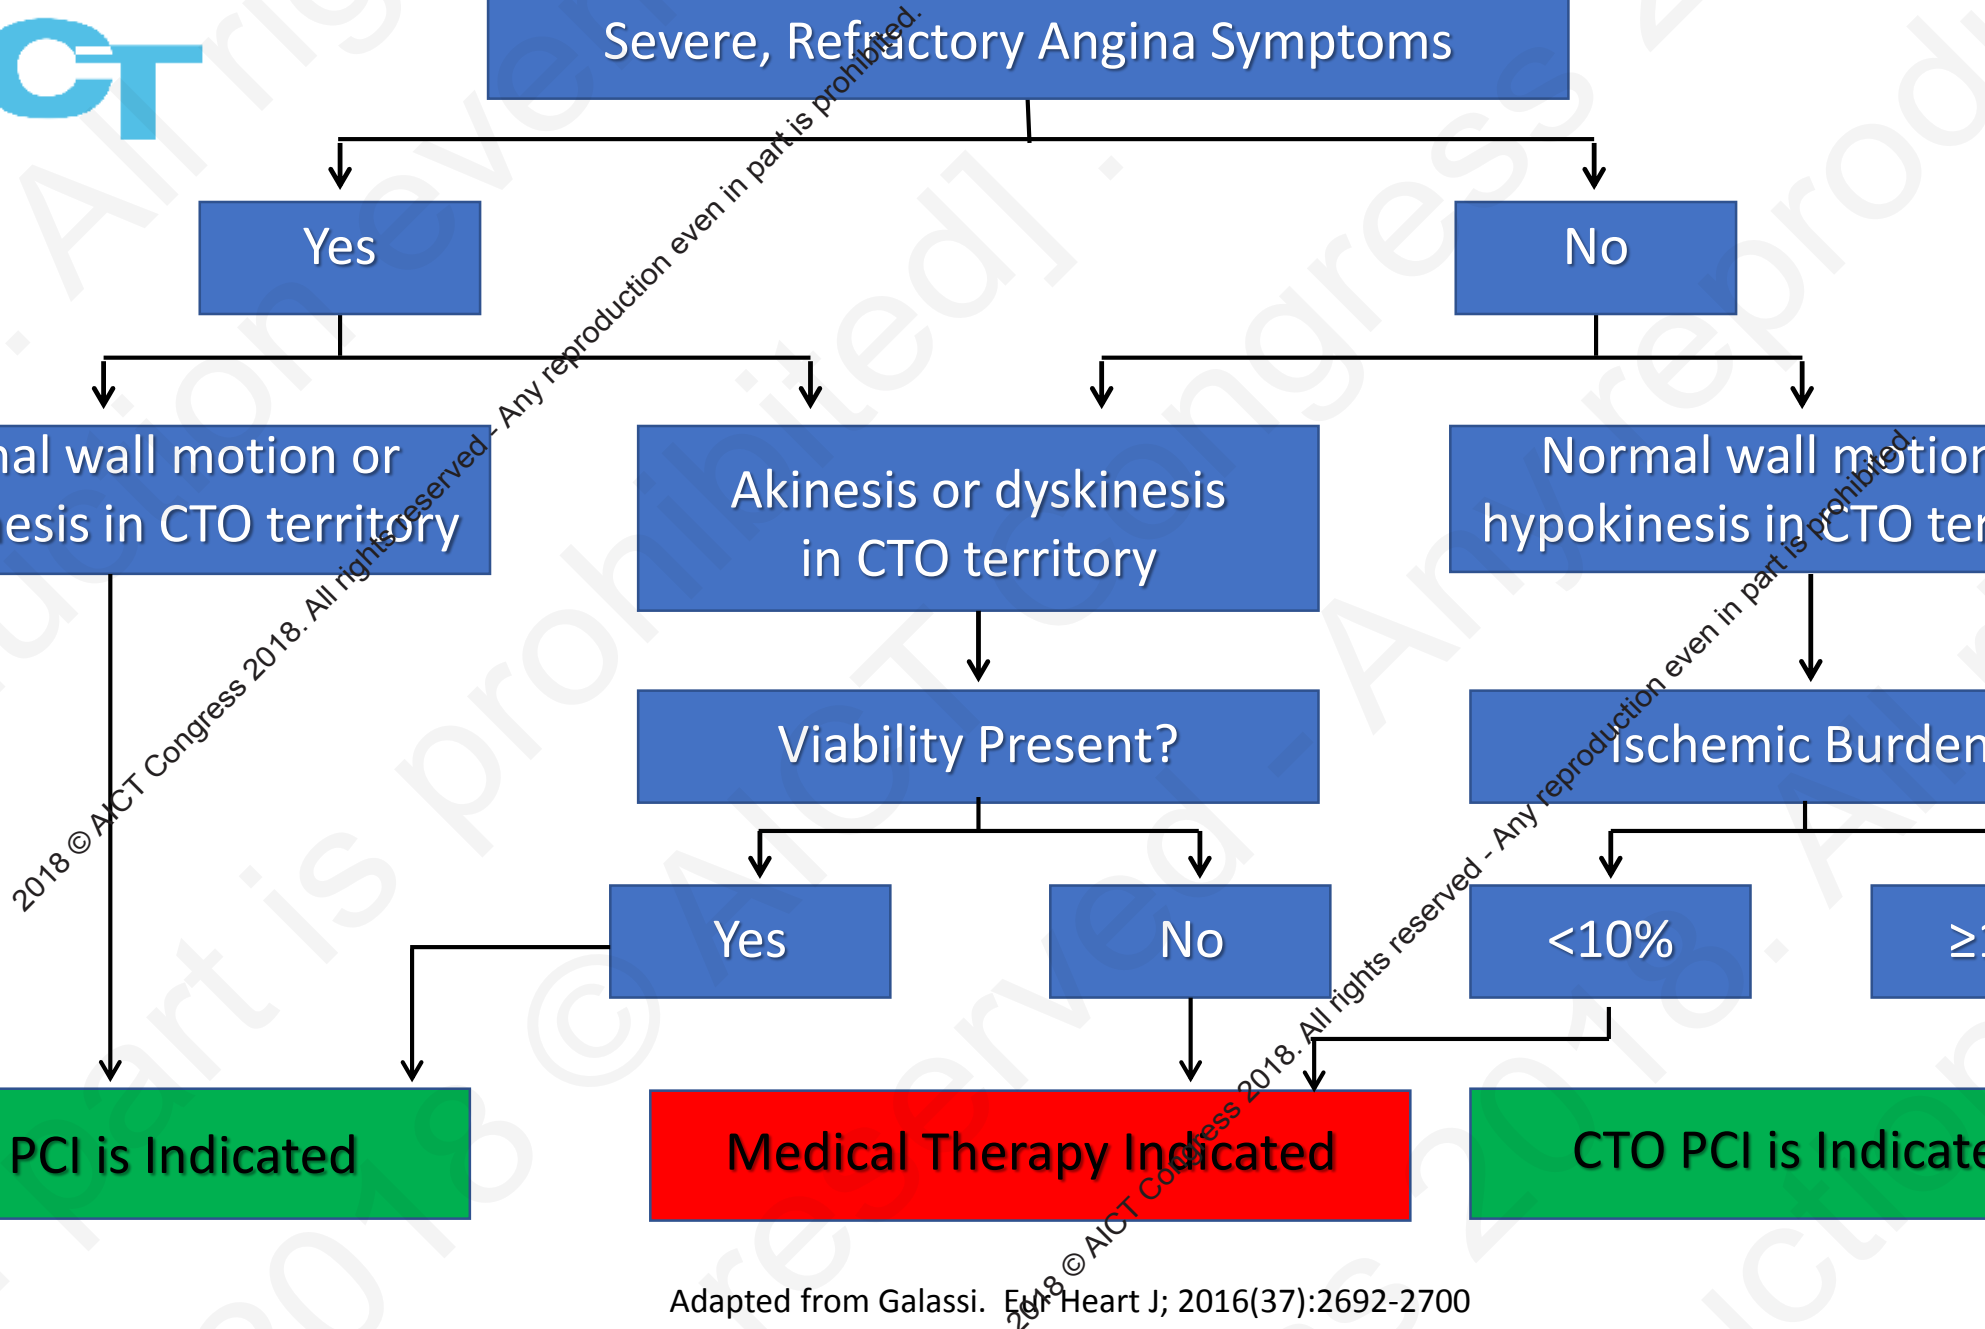 CT
Severe, Refractory Angina Symptoms
Yes
No
wall motion or
in CTO territory
Akinesis or dyskinesis
in CTO territory
Normal wall motion
hypokinesis in CTO
Viability Present?
Ischemic Burden
Yes
No
<10%
PCI is Indicated
Medical Therapy Indicated
CTO PCI is
Adapted from Galassi. Eur Heart J; 2016(37):2692-2700
2018 © AICT Congress 2018. All rights reserved - Any reproduction even in part is prohibited.
2018 © AICT Congress 2018. All rights reserved - Any reproduction even in part is prohibited.